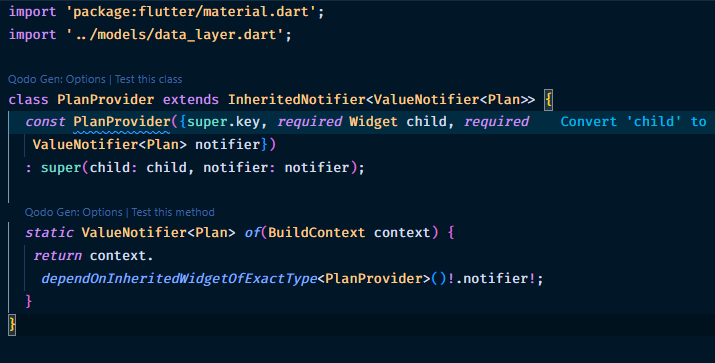 import 'package:flutter/material.dart';
import '../models/data_layer.dart';
Qodo Gen: Options | Test this class
class PlanProvider extends InheritedNotifier<ValueNotifier<Plan>> {
const PlanProvider({super.key, required Widget child, required Convert 'child' to
ValueNotifier<Plan> notifier})
: super(child: child, notifier: notifier);
Qodo Gen: Options | Test this method
static ValueNotifier<Plan> of(BuildContext context) {
return context.
dependOnInheritedWidgetOfExactType<PlanProvider>()!.notifier!;
}
}